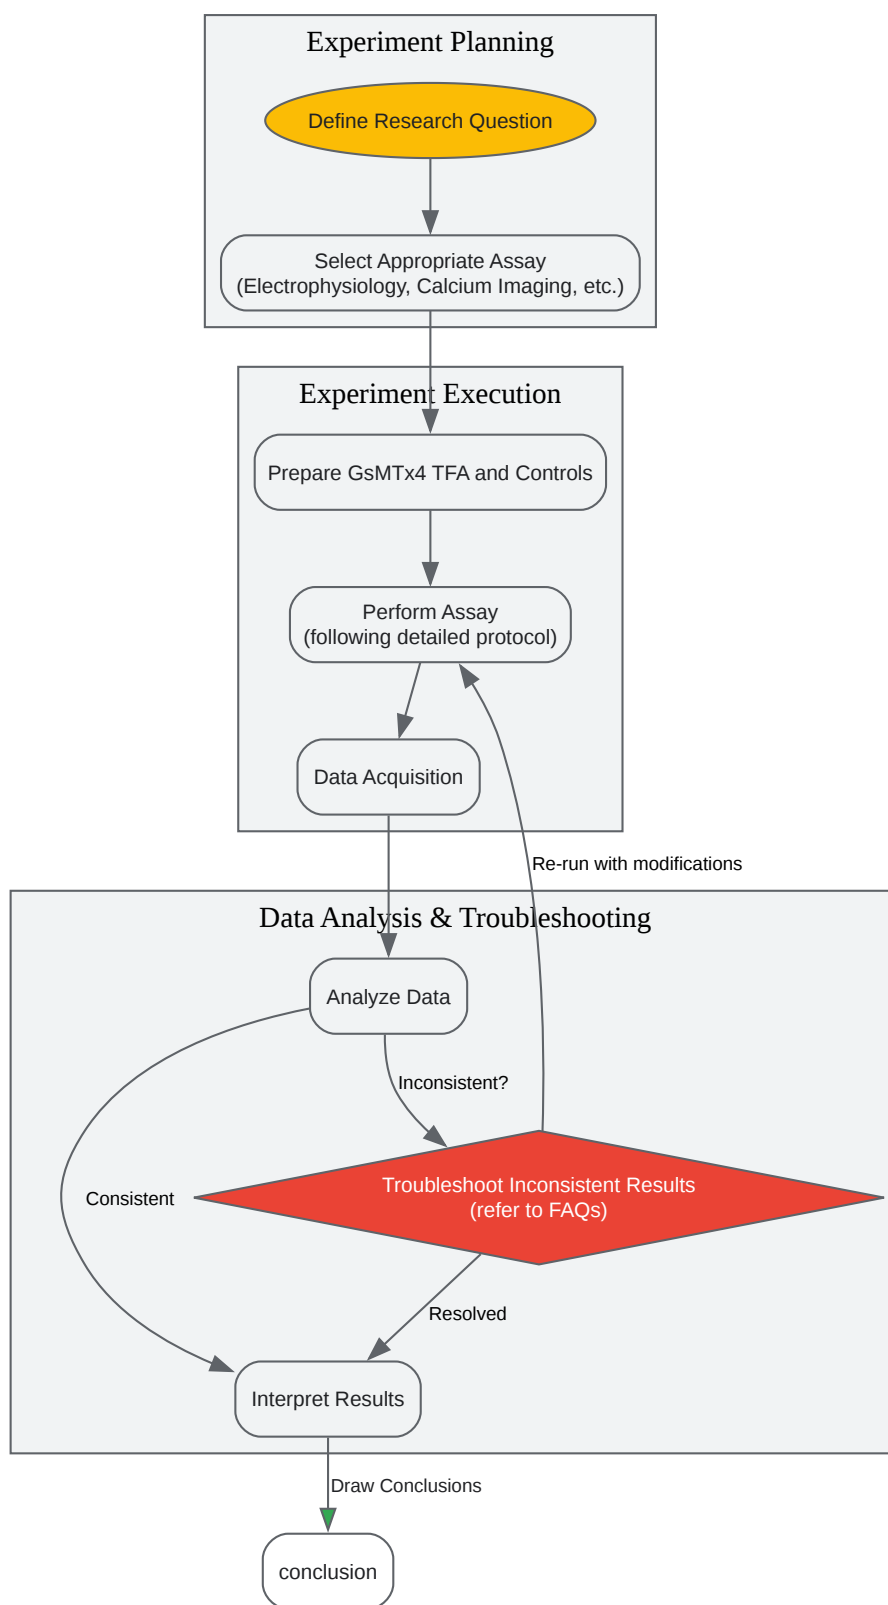 Experiment Planning
Define Research Question
Select Appropriate Assay
(Electrophysiology, Calcium Imaging, etc.)
Experiment Execution
Prepare GsMTx4 TFA and Controls
Perform Assay
(following detailed protocol)
Data Acquisition
Re-run with modifications
Data Analysis & Troubleshooting
Analyze Data
Inconsistent?
Troubleshoot Inconsistent Results
(refer to FAQs)
Consistent
Resolved
Interpret Results
Draw Conclusions
conclusion